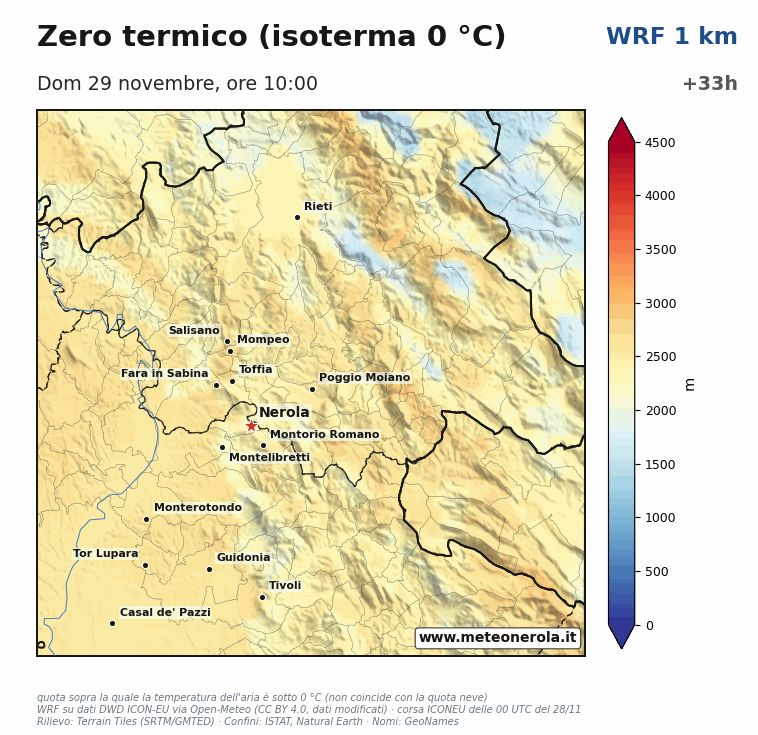 Zero termico (isoterma 0 °C)
WRF 1 km
Dom 29 novembre, ore 10:00
+33h
Rieti
Salisano
Mompeo
Fara in Sabina
Toffia
Poggio Moiano
Nerola
Montorio Romano
Montelibretti
Monterotondo
Tor Lupara
Guidonia
Tivoli
Casal de' Pazzi
www.meteonerola.it
4500
4000
3500
3000
2500
2000
1500
1000
500
0
m
quota sopra la quale la temperatura dell'aria è sotto 0 °C (non coincide con la quota neve)
WRF su dati DWD ICON-EU via Open-Meteo (CC BY 4.0, dati modificati) · corsa ICONEU delle 00 UTC del 28/11
Rilievo: Terrain Tiles (SRTM/GMTED) · Confini: ISTAT, Natural Earth · Nomi: GeoNames